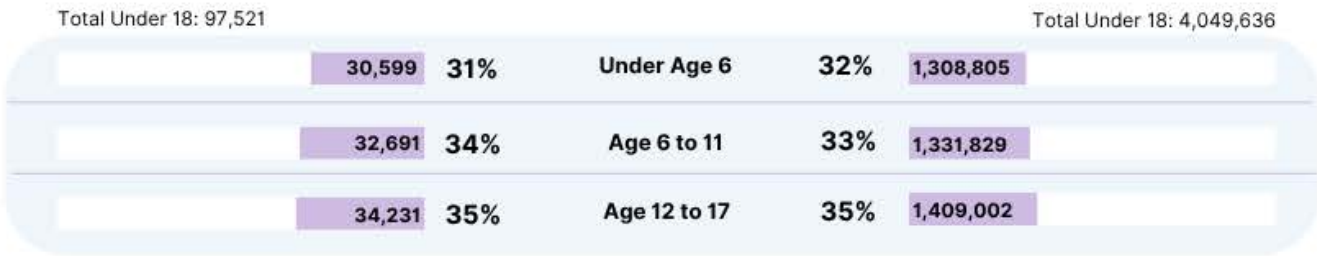 Total Under 18: 97,521 Total Under 18: 4,049,636
30,599 31% Under Age 6 32% 1,308,805
32,691 34% Age 6 to 11 33% 1,331,829
34,231 35% Age 12 to 17 35% 1,409,002